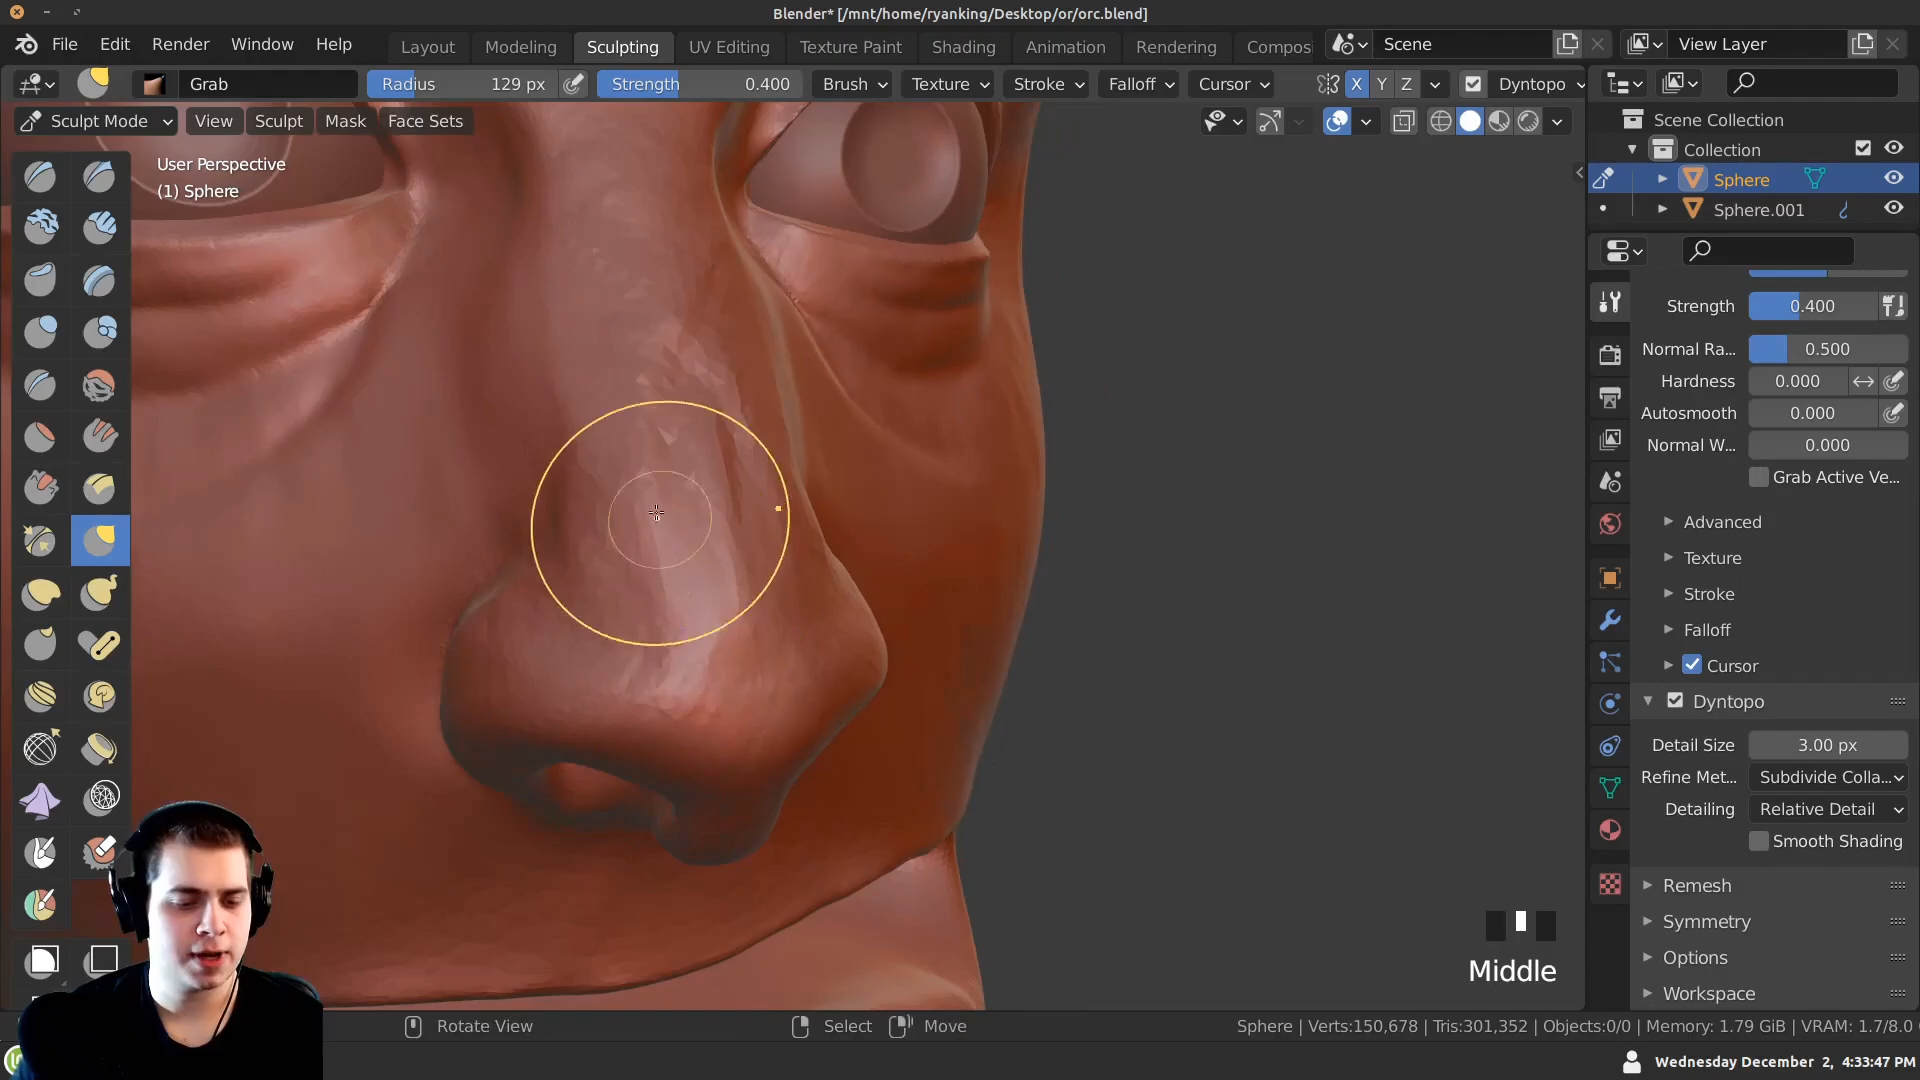 Blender* [/mnt/home/ryanking/Desktop/or/orc.blend]
File Edit Render Window Help Layout Modeling Sculpting UV Editing Texture Paint Shading Animation Rendering Compos Scene View Layer
Grab Radius 129 px Strength 0.400 Brush Texture Stroke Falloff Cursor X Y Z Dyntopo
Sculpt Mode View Sculpt Mask Face Sets
Scene Collection
Collection
Sphere
Sphere.001
User Perspective
(1) Sphere
Strength 0.400
Normal Ra... 0.500
Hardness 0.000
Autosmooth 0.000
Normal W... 0.000
Grab Active Ve...
Advanced
Texture
Stroke
Falloff
Cursor
Dyntopo
Detail Size 3.00 px
Refine Met... Subdivide Colla...
Detailing Relative Detail
Smooth Shading
Remesh
Symmetry
Options
Workspace
Middle
Rotate View Select Move Sphere | Verts:150,678 | Tris:301,352 | Objects:0/0 | Memory: 1.79 GiB | VRAM: 1.7/8.0
Wednesday December 2, 4:33:47 PM